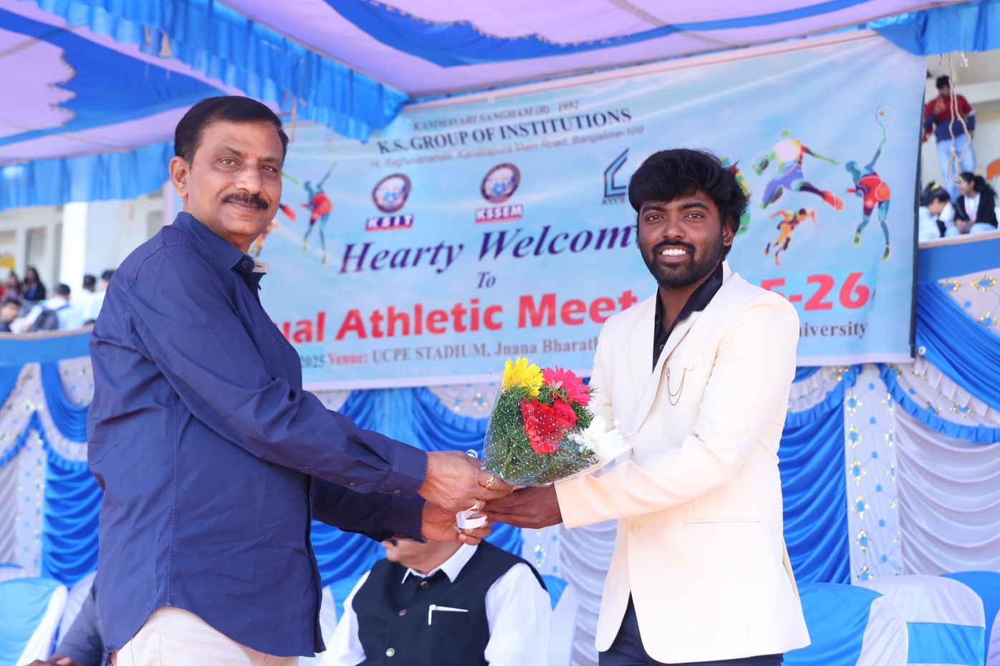 KAMMAVARI SANGHAM (R) 1952
K.S. GROUP OF INSTITUTIONS
14, Raghuvanahalli, Kanakapura Main Road, Bangalore-109
KSIT KSSEM
Hearty Welcom
To
ual Athletic Meet 5-26
2025 Venue: UCPE STADIUM, Jnana Bharath iversity